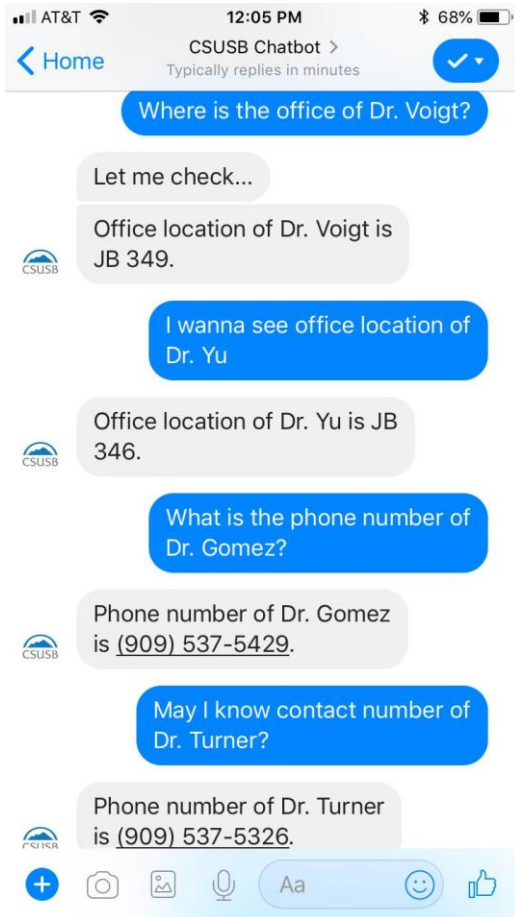 AT&T 12:05 PM 68%
Home
CSUSB Chatbot >
Typically replies in minutes
Where is the office of Dr. Voigt?
Let me check...
Office location of Dr. Voigt is
JB 349.
CSUSB
I wanna see office location of
Dr. Yu
Office location of Dr. Yu is JB
346.
CSUSB
What is the phone number of
Dr. Gomez?
Phone number of Dr. Gomez
is (909) 537-5429.
CSUSB
May I know contact number of
Dr. Turner?
Phone number of Dr. Turner
is (909) 537-5326.
CSUSB
Aa